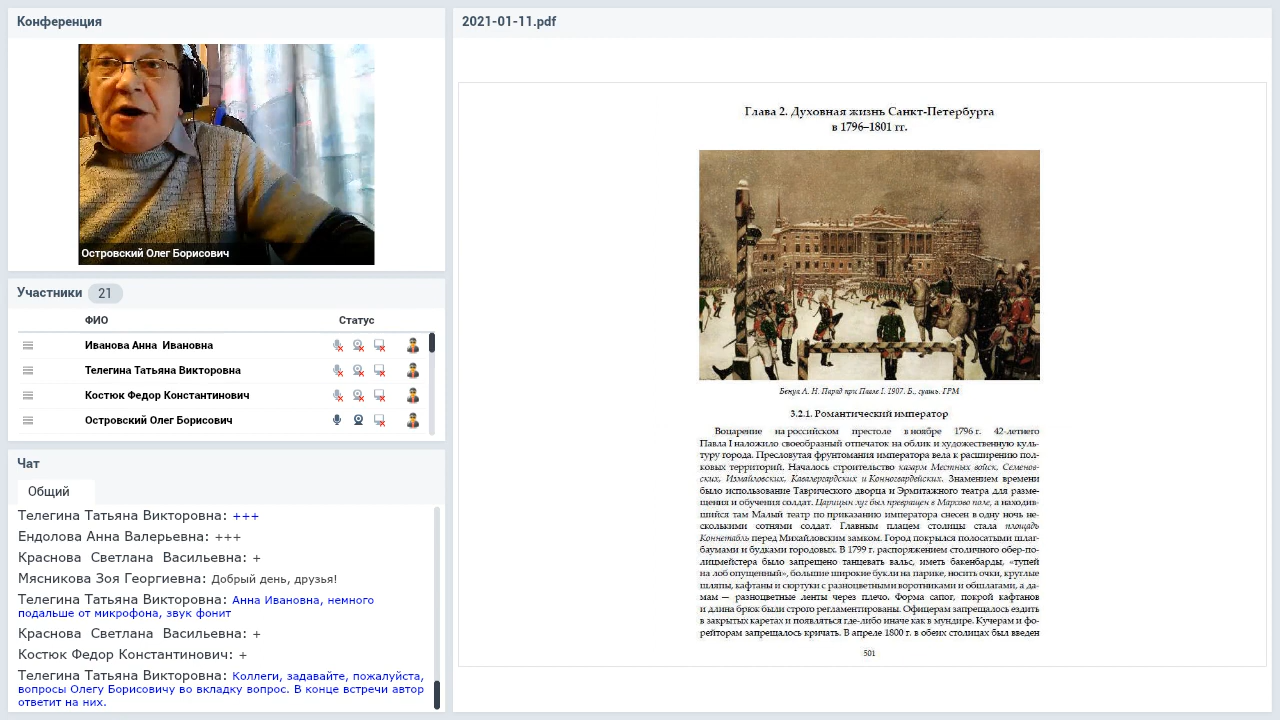 Конференция
Островский Олег Борисович
Участники 21
ФИО Статус
Иванова Анна Ивановна
Телегина Татьяна Викторовна
Костюк Федор Константинович
Островский Олег Борисович
Чат
Общий
Телегина Татьяна Викторовна: +++
Ендолова Анна Валерьевна: +++
Краснова Светлана Васильевна: +
Мясникова Зоя Георгиевна: Добрый день, друзья!
Телегина Татьяна Викторовна: Анна Ивановна, немного
подальше от микрофона, звук фонит
Краснова Светлана Васильевна: +
Костюк Федор Константинович: +
Телегина Татьяна Викторовна: Коллеги, задавайте, пожалуйста,
вопросы Олегу Борисовичу во вкладку вопрос. В конце встречи автор
ответит на них.
2021-01-11.pdf
Глава 2. Духовная жизнь Санкт-Петербурга
в 1796–1801 гг.
Бенуа А. Н. Парад при Павле I. 1907. Б., гуашь. ГРМ
3.2.1. Романтический император
Воцарение на российском престоле в ноябре 1796 г. 42-летнего
Павла I наложило своеобразный отпечаток на облик и художественную куль-
туру города. Пресловутая фрунтомания императора вела к расширению пол-
ковых территорий. Началось строительство казарм Местных войск, Семенов-
ских, Измайловских, Кавалергардских и Конногвардейских. Знамением времени
было использование Таврического дворца и Эрмитажного театра для разме-
щения и обучения солдат. Царицын луг был превращен в Марсово поле, а находив-
шийся там Малый театр по приказанию императора снесен в одну ночь не-
сколькими сотнями солдат. Главным плацем столицы стала площадь
Коннетабль перед Михайловским замком. Город покрылся полосатыми шлаг-
баумами и будками городовых. В 1799 г. распоряжением столичного обер-по-
лицмейстера было запрещено танцевать вальс, иметь бакенбарды, «тупей
на лоб опущенный», большие широкие букли на парике, носить очки, круглые
шляпы, кафтаны и сюртуки с разноцветными воротниками и обшлагами, а да-
мам — разноцветные ленты через плечо. Форма сапог, покрой кафтанов
и длина брюк были строго регламентированы. Офицерам запрещалось ездить
в закрытых каретах и появляться где-либо иначе как в мундире. Кучерам и фо-
рейторам запрещалось кричать. В апреле 1800 г. в обеих столицах был введен
501